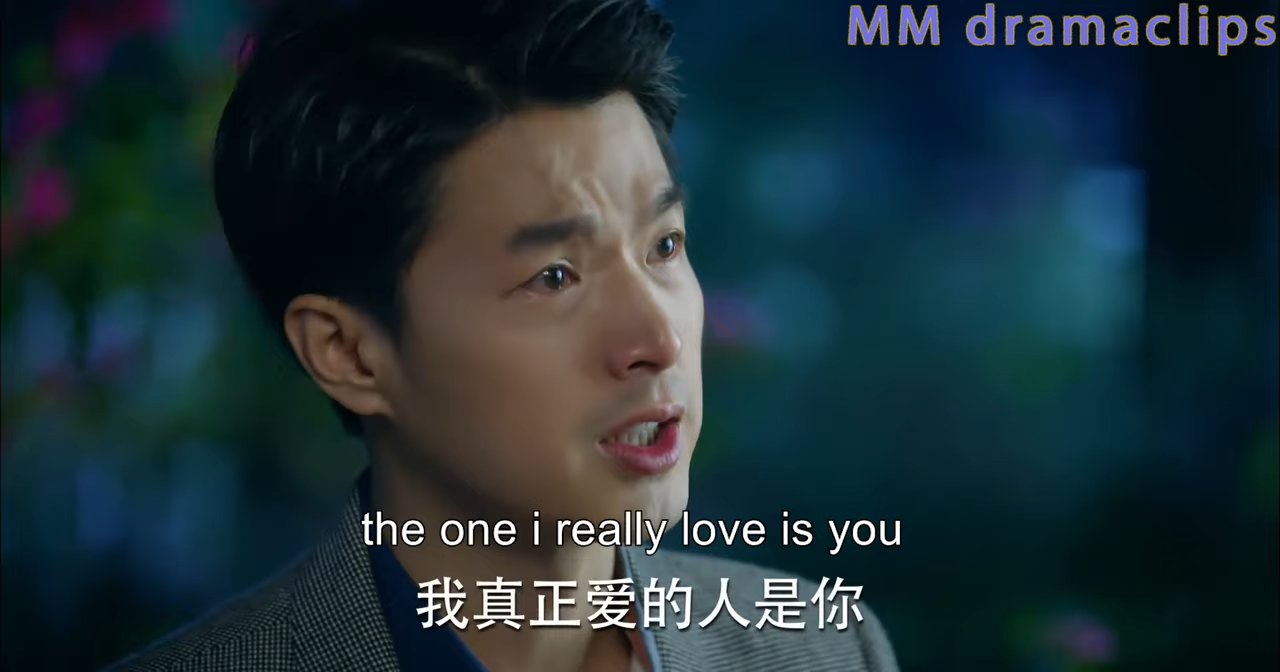 MM dramaclips
the one i really love is you
我真正爱的人是你